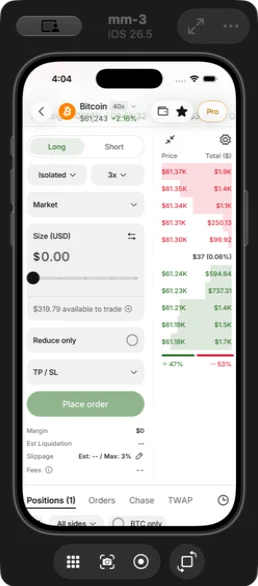 mm-3
iOS 26.5
4:04
Bitcoin 40x
$61,243 +2.16%
Pro
Long Short
Isolated 3x
Market
Size (USD)
$0.00
$319.79 available to trade
Reduce only
TP / SL
Place order
Margin $0
Est Liquidation --
Slippage Est: -- / Max: 3%
Fees --
Price Total ($)
$61.37K $1.9K
$61.35K $1.4K
$61.34K $1.1K
$61.31K $250.13
$61.30K $99.92
$37 (0.06%)
$61.24K $594.64
$61.23K $737.31
$61.21K $1.4K
$61.19K $1.5K
$61.18K $1.7K
+47% −53%
Positions (1) Orders Chase TWAP
All sides BTC only